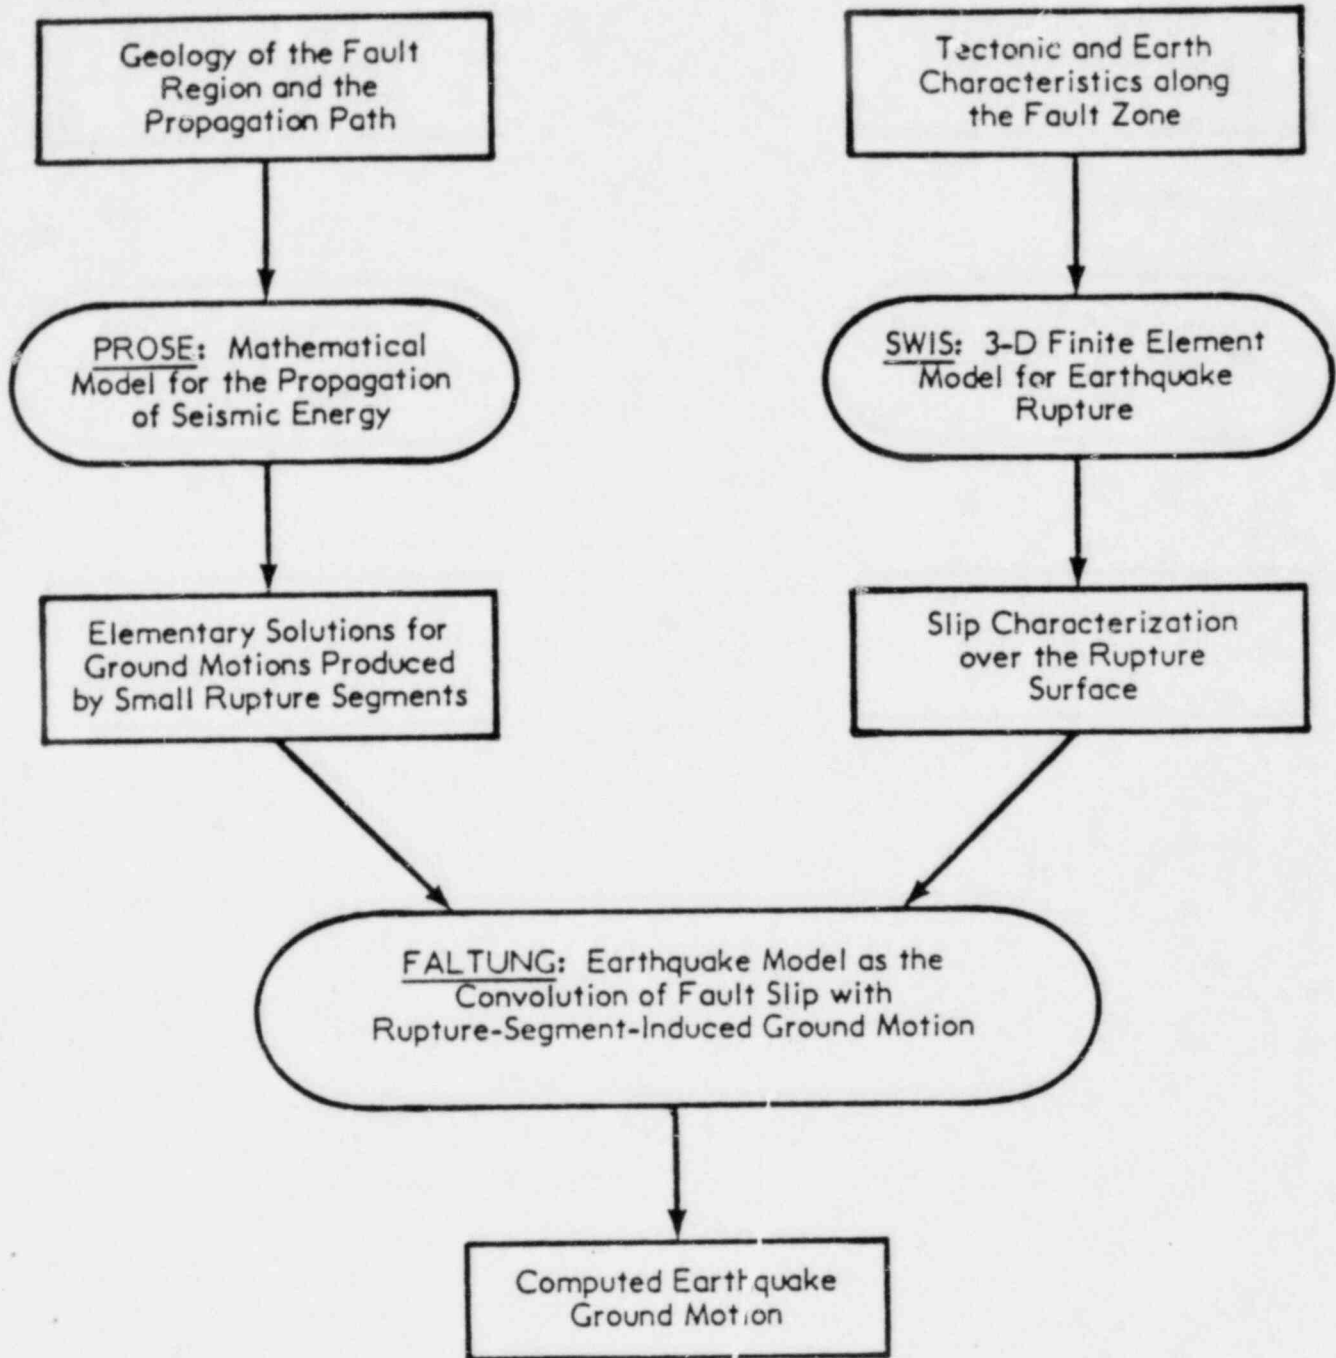 Geology of the Fault
Region and the
Propagation Path
Tectonic and Earth
Characteristics along
the Fault Zone
PROSE: Mathematical
Model for the Propagation
of Seismic Energy
SWIS: 3-D Finite Element
Model for Earthquake
Rupture
Elementary Solutions for
Ground Motions Produced
by Small Rupture Segments
Slip Characterization
over the Rupture
Surface
FALTUNG: Earthquake Model as the
Convolution of Fault Slip with
Rupture-Segment-Induced Ground Motion
Computed Earthquake
Ground Motion